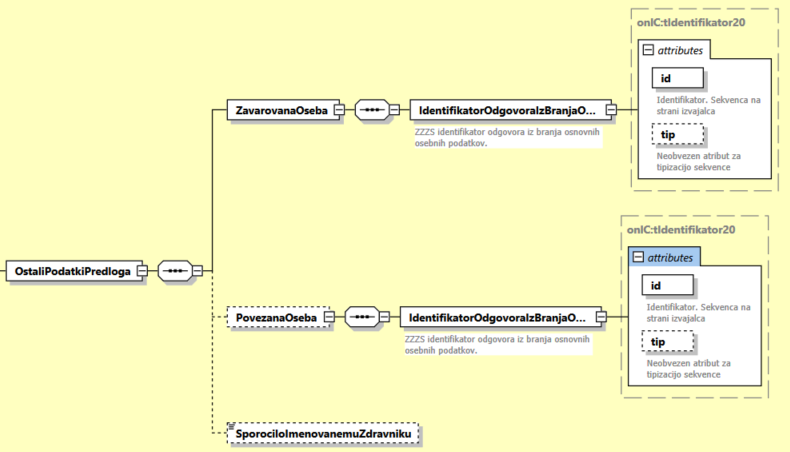 onIC:tIdentifikator20
attributes
id
Identifikator. Sekvenca na
strani izvajalca
tip
Neobvezen atribut za
tipizacijo sekvence
ZavarovanaOseba
IdentifikatorOdgovoraIzBranjaO...
ZZZS identifikator odgovora iz branja osnovnih
osebnih podatkov.
OstaliPodatkiPredloga
onIC:tIdentifikator20
attributes
id
Identifikator. Sekvenca na
strani izvajalca
tip
Neobvezen atribut za
tipizacijo sekvence
PovezanaOseba
IdentifikatorOdgovoraIzBranjaO...
ZZZS identifikator odgovora iz branja osnovnih
osebnih podatkov.
SporociloImenovanemuZdravniku